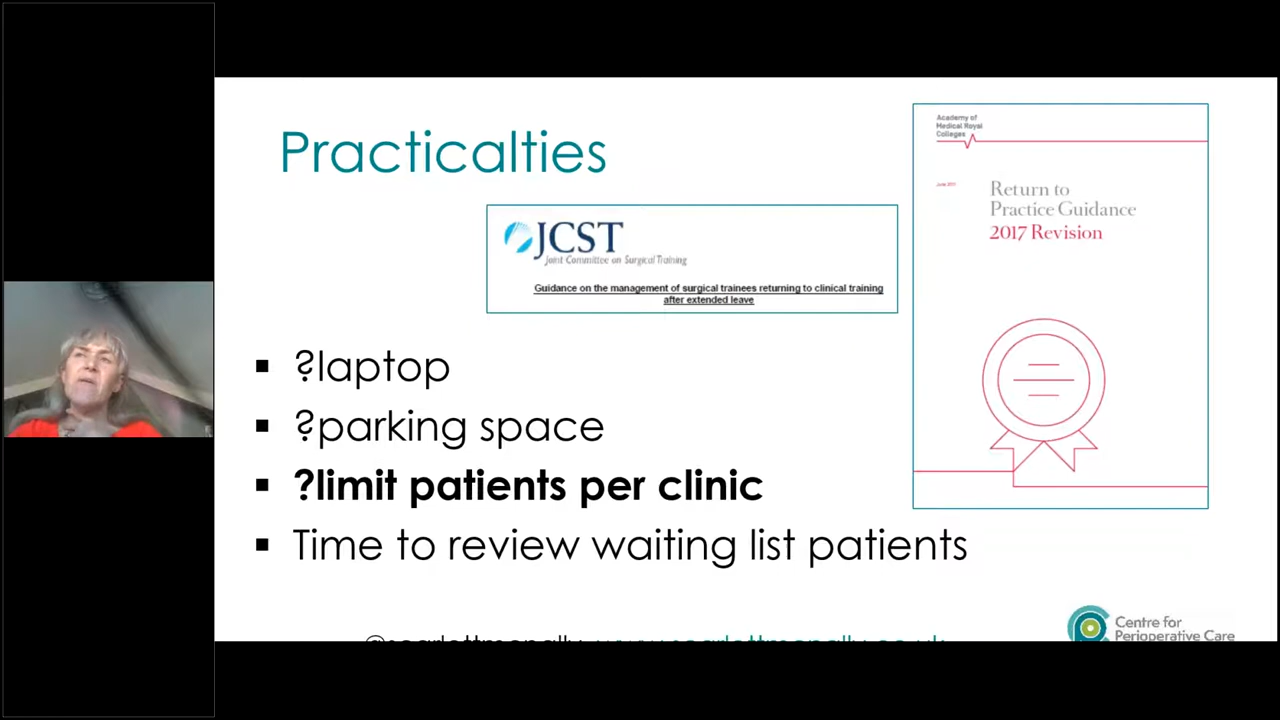 Practicalties
Academy of
Medical Royal
Colleges
Return to
Practice Guidance
2017 Revision
JCST
Joint Committee on Surgical Training
Guidance on the management of surgical trainees returning to clinical training
after extended leave
▪ ?laptop
▪ ?parking space
▪ ?limit patients per clinic
▪ Time to review waiting list patients
Centre for
Perioperative Care